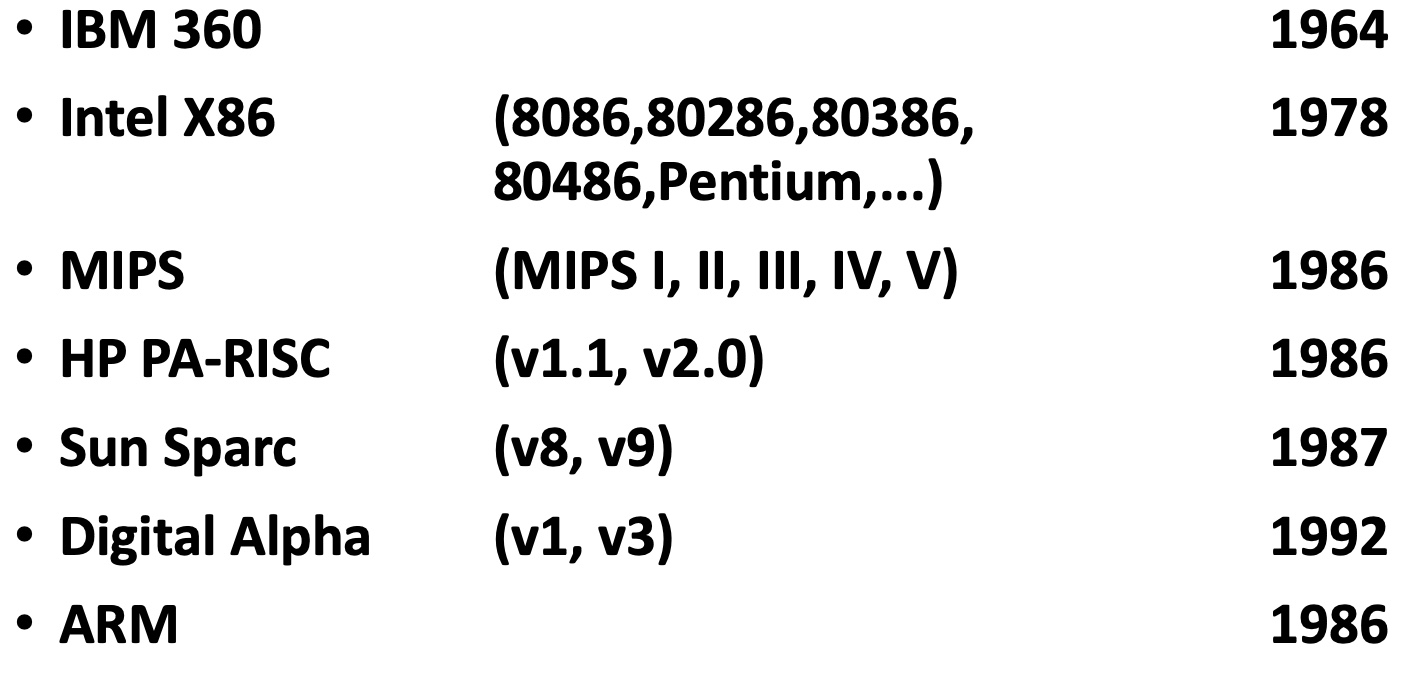 • IBM 360 1964
• Intel X86 (8086,80286,80386, 1978
80486,Pentium,...)
• MIPS (MIPS I, II, III, IV, V) 1986
• HP PA-RISC (v1.1, v2.0) 1986
• Sun Sparc (v8, v9) 1987
• Digital Alpha (v1, v3) 1992
• ARM 1986